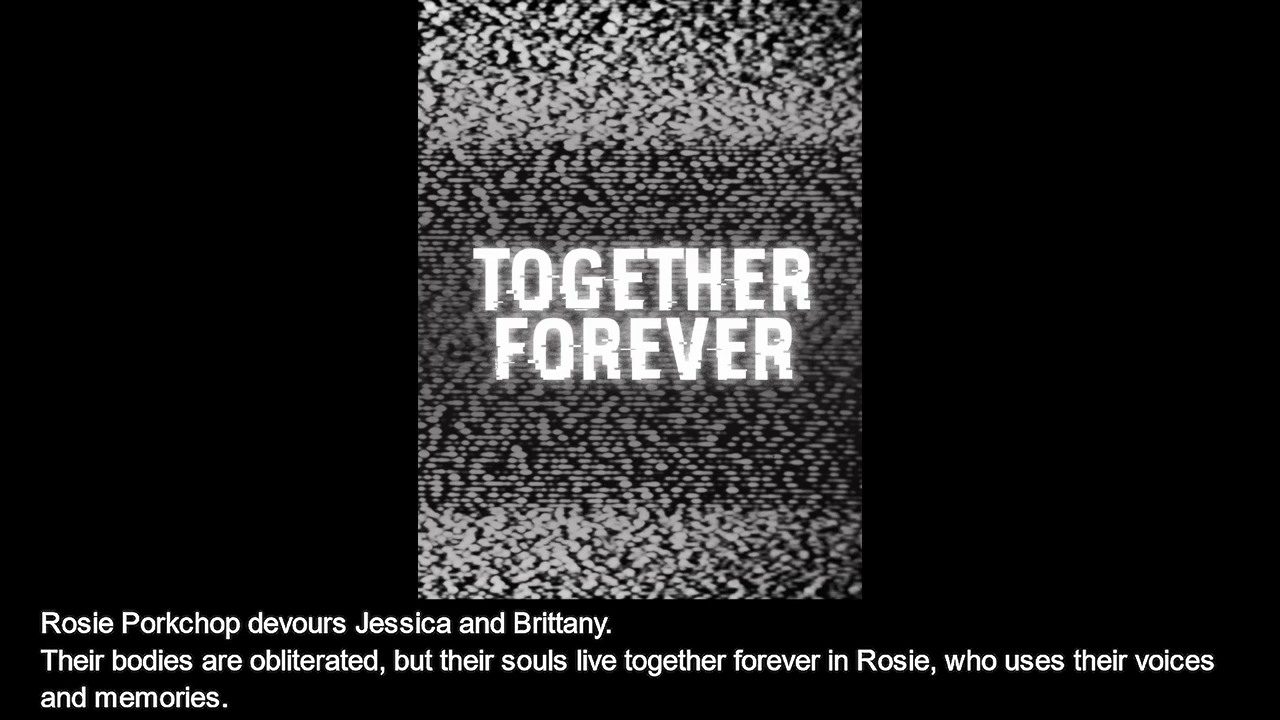 TOGETHER
FOREVER
Rosie Porkchop devours Jessica and Brittany.
Their bodies are obliterated, but their souls live together forever in Rosie, who uses their voices
and memories.